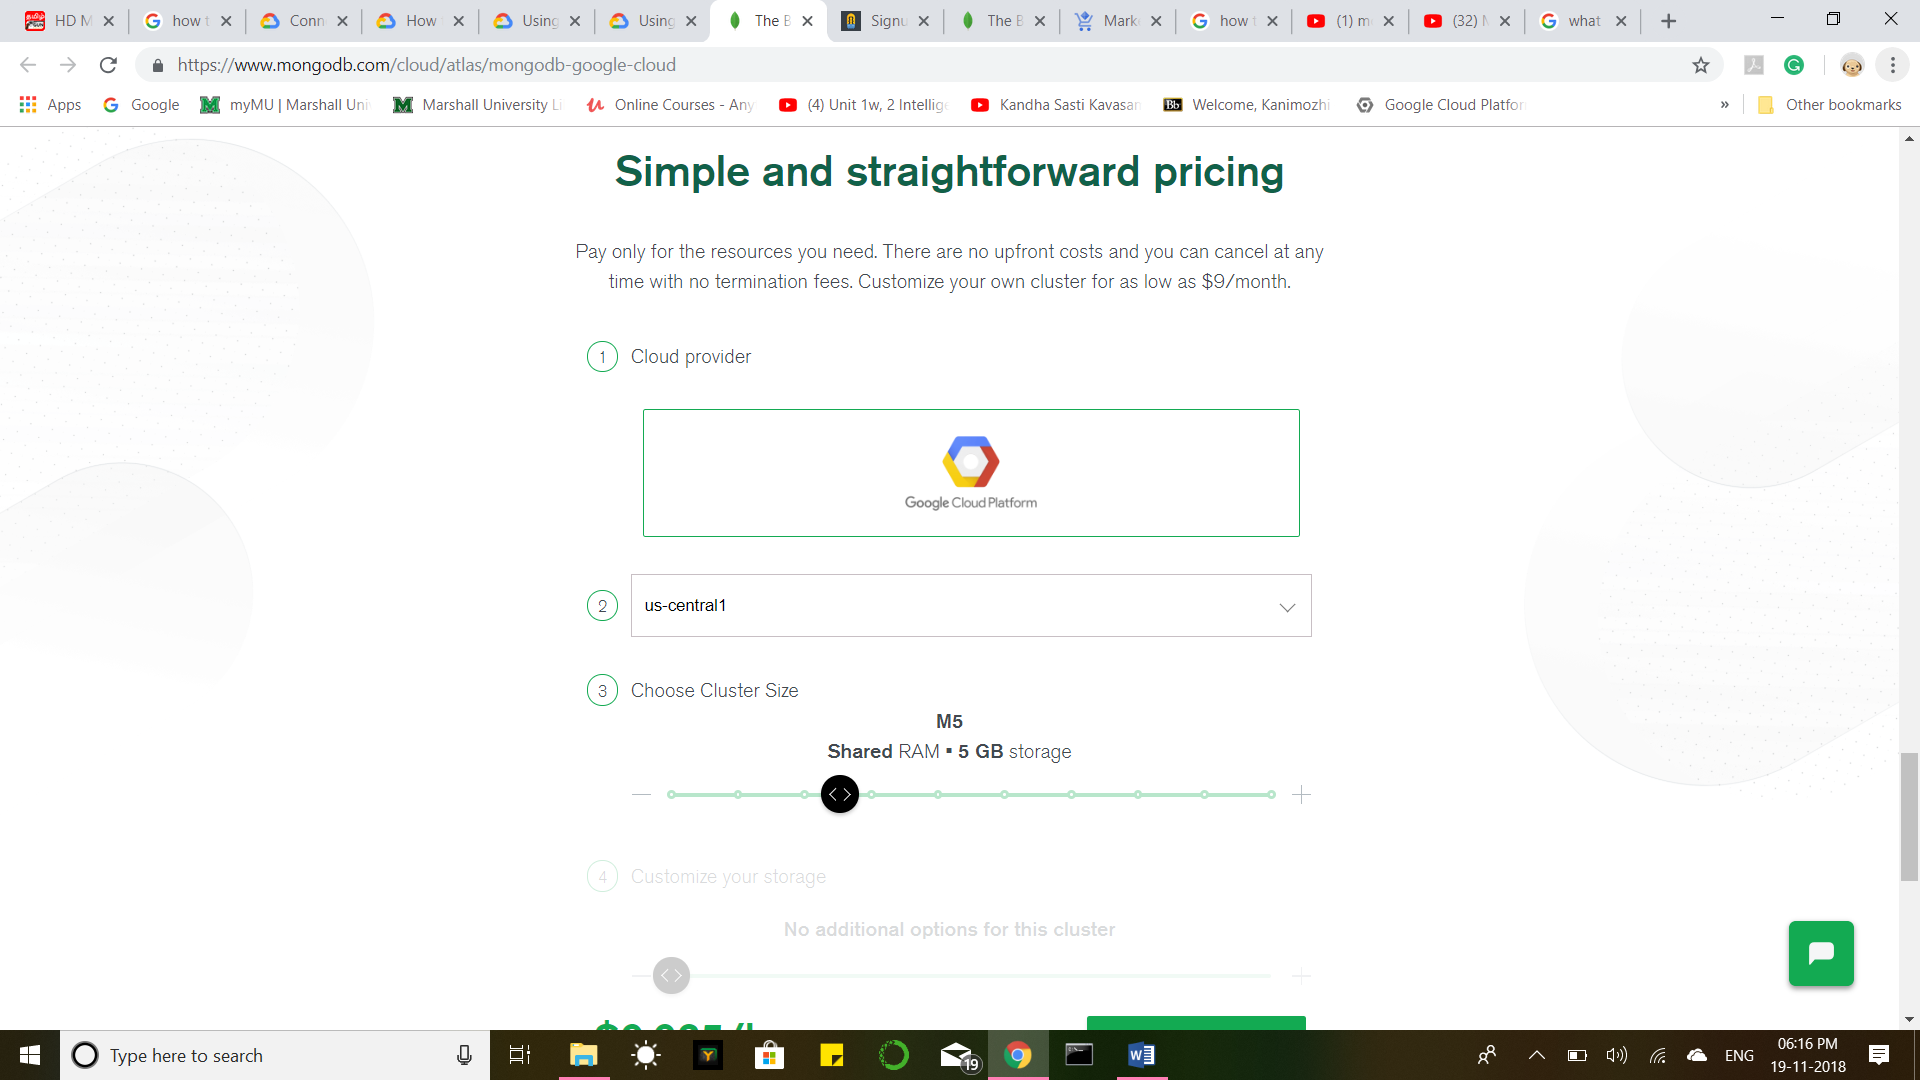 HD M
how t
Conn
How
Using
Using
The B
Signu
The B
Mark
how
(1) m
(32)
what
https://www.mongodb.com/cloud/atlas/mongodb-google-cloud
Apps
Google
myMU | Marshall Uni
Marshall University Li
Online Courses - Any
(4) Unit 1w, 2 Intellig
Kandha Sasti Kavasam
Bb
Welcome, Kanimozhi
Google Cloud Platfor
»
Other bookmarks
Simple and straightforward pricing
Pay only for the resources you need. There are no upfront costs and you can cancel at any
time with no termination fees. Customize your own cluster for as low as $9/month.
1 Cloud provider
Google Cloud Platform
2 us-central1
3 Choose Cluster Size
M5
Shared RAM ▪ 5 GB storage
4 Customize your storage
No additional options for this cluster
Type here to search
19
ENG
06:16 PM
19-11-2018